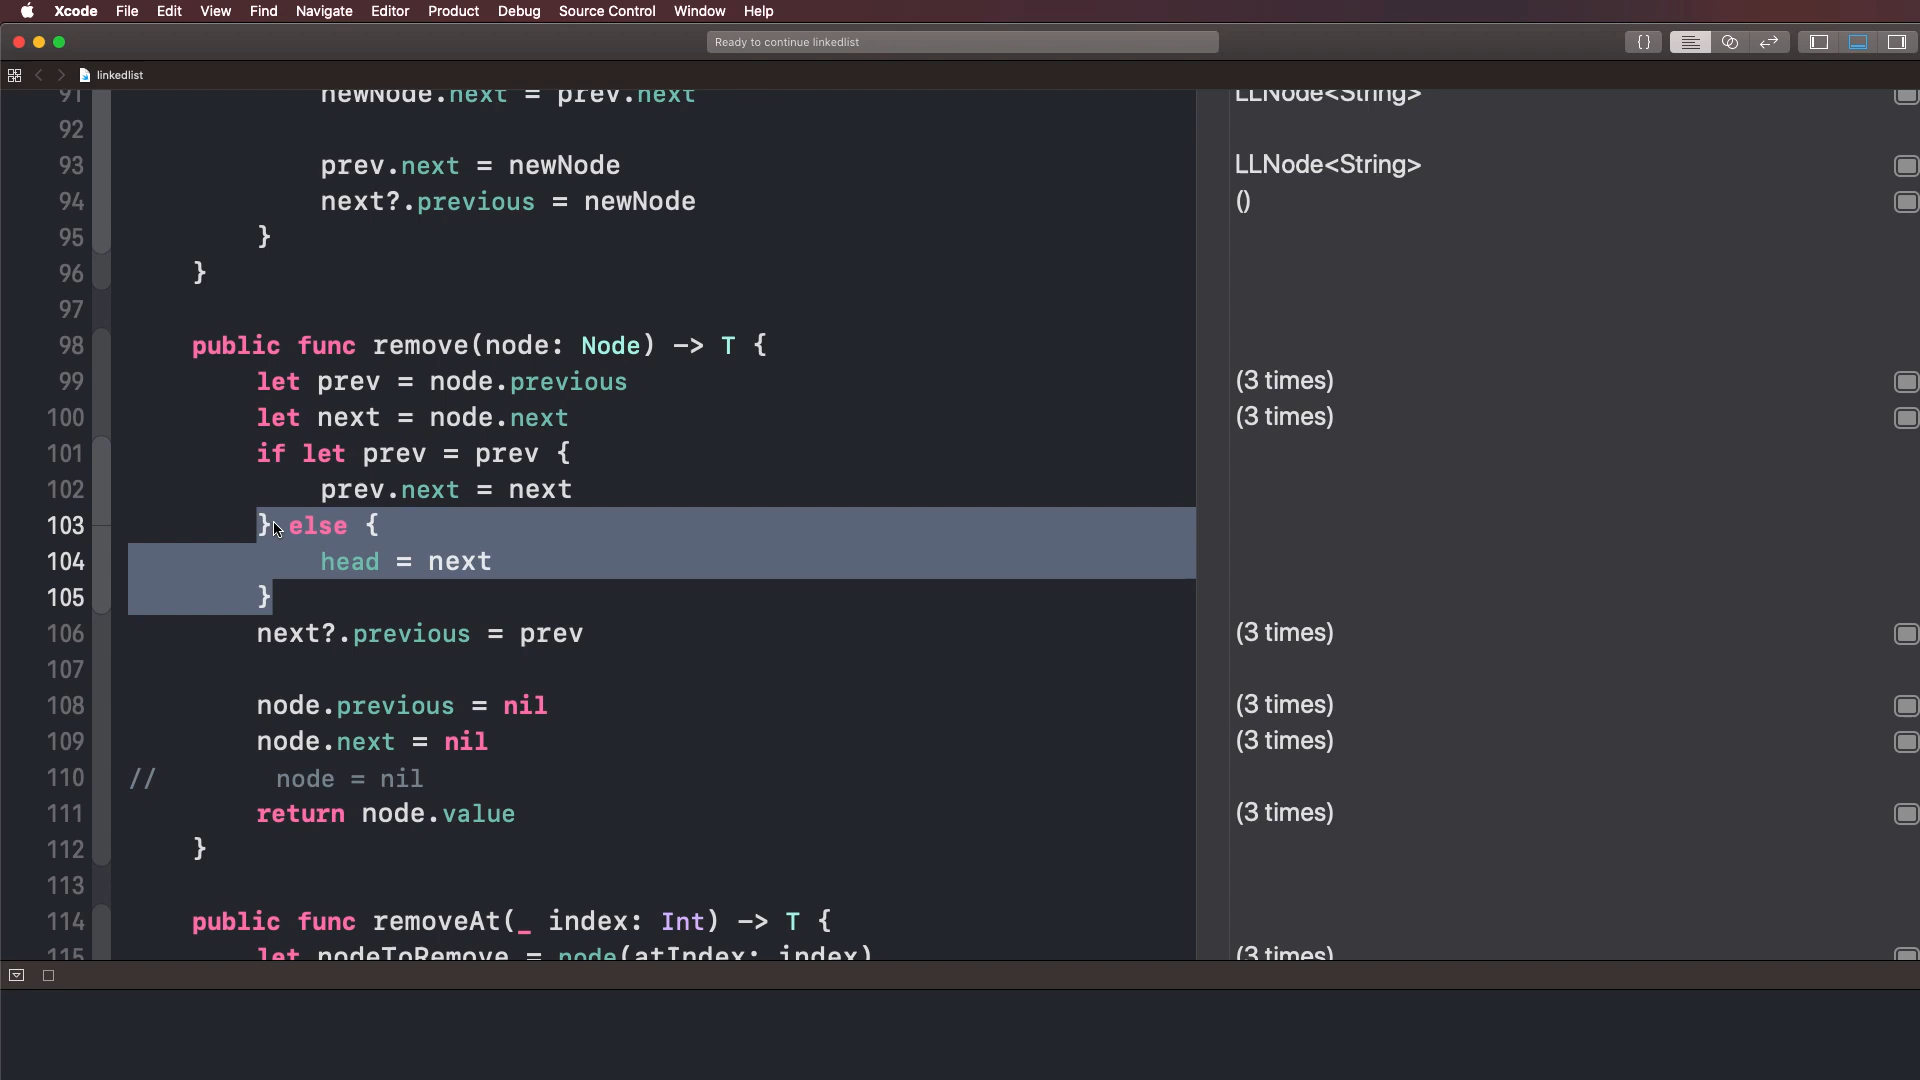 Xcode File Edit View Find Navigate Editor Product Debug Source Control Window Help
Ready to continue linkedlist
{}
linkedlist
91 newNode.next = prev.next LLNode<String>
92
93 prev.next = newNode LLNode<String>
94 next?.previous = newNode ()
95 }
96 }
97
98 public func remove(node: Node) -> T {
99 let prev = node.previous (3 times)
100 let next = node.next (3 times)
101 if let prev = prev {
102 prev.next = next
103 } else {
104 head = next
105 }
106 next?.previous = prev (3 times)
107
108 node.previous = nil (3 times)
109 node.next = nil (3 times)
110 // node = nil
111 return node.value (3 times)
112 }
113
114 public func removeAt(_ index: Int) -> T {
115 let nodeToRemove = node(atIndex: index) (3 times)